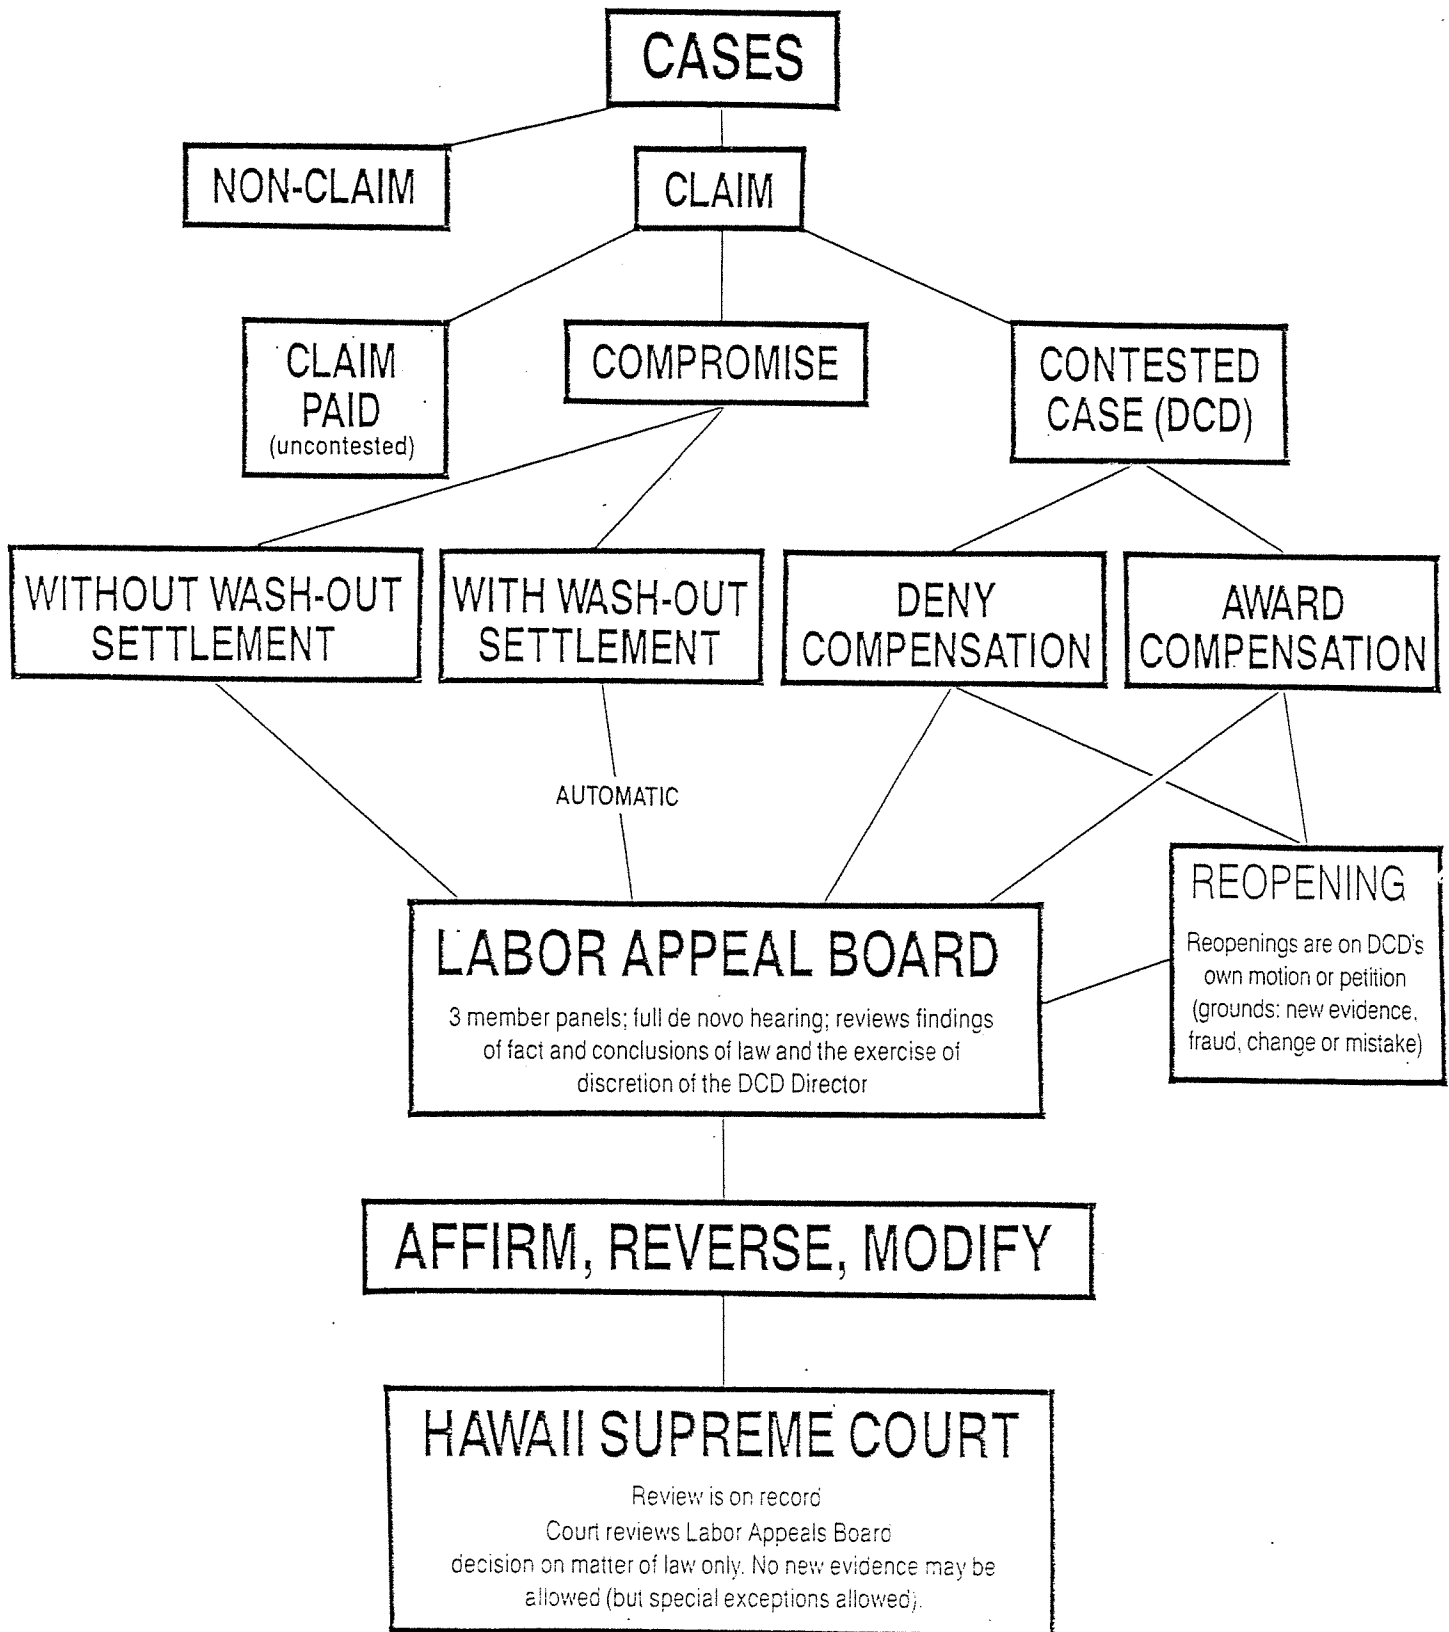 CASES
NON-CLAIM
CLAIM
CLAIM
PAID
(uncontested)
COMPROMISE
CONTESTED
CASE (DCD)
WITHOUT WASH-OUT
SETTLEMENT
WITH WASH-OUT
SETTLEMENT
DENY
COMPENSATION
AWARD
COMPENSATION
AUTOMATIC
REOPENING
Reopenings are on DCD's
own motion or petition
(grounds: new evidence,
fraud, change or mistake)
LABOR APPEAL BOARD
3 member panels; full de novo hearing; reviews findings
of fact and conclusions of law and the exercise of
discretion of the DCD Director
AFFIRM, REVERSE, MODIFY
HAWAII SUPREME COURT
Review is on record
Court reviews Labor Appeals Board
decision on matter of law only. No new evidence may be
allowed (but special exceptions allowed).